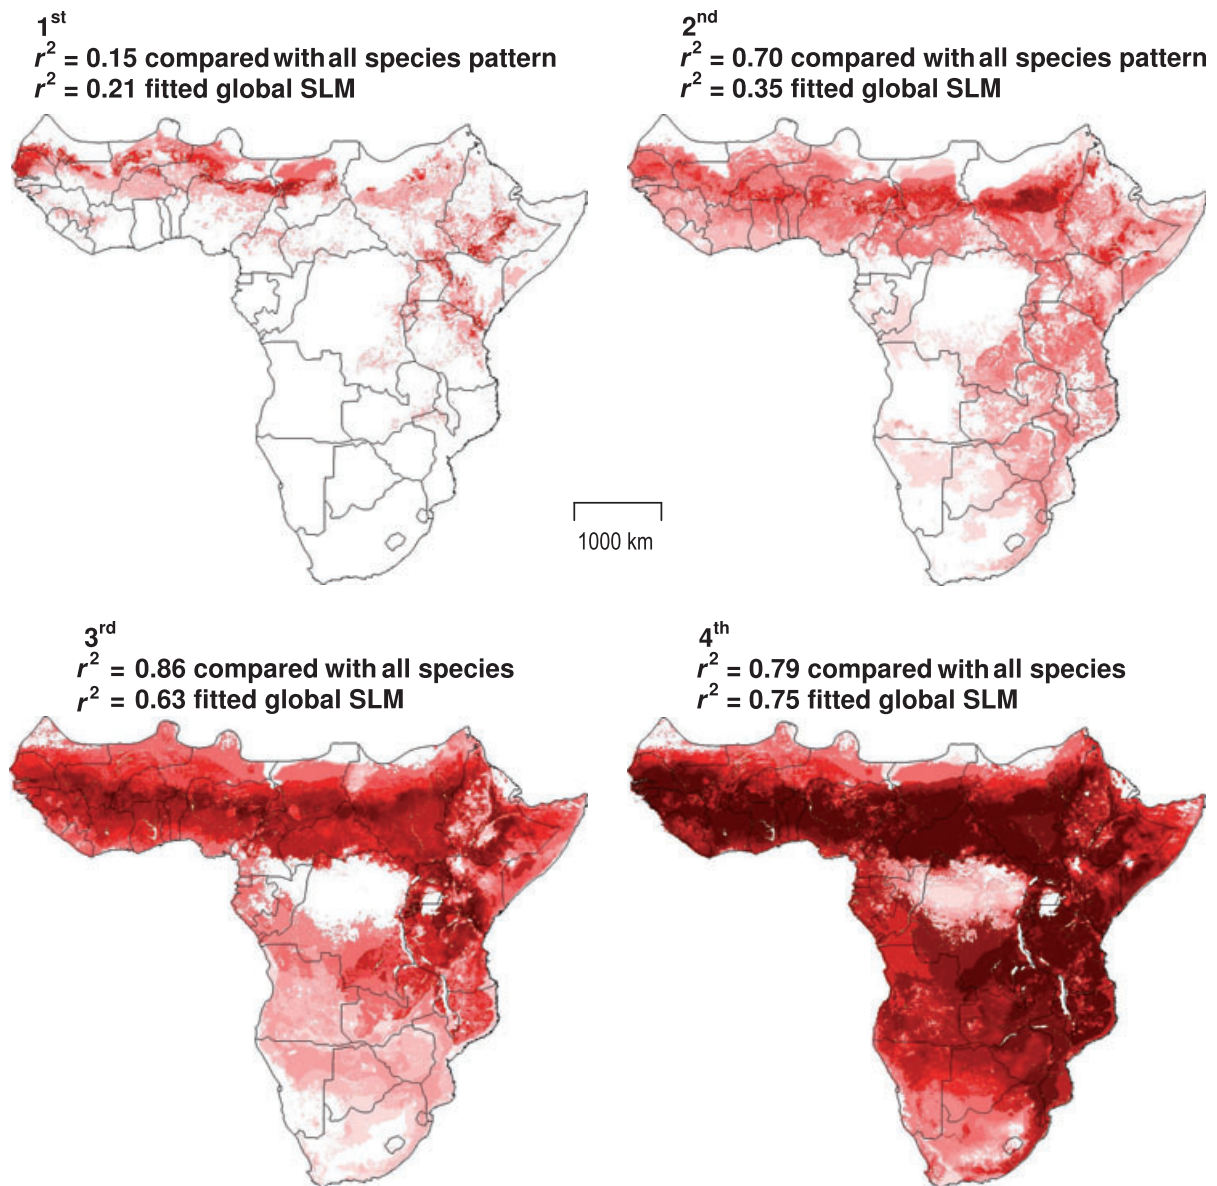 1st
r2 = 0.15 compared with all species pattern
r2 = 0.21 fitted global SLM
2nd
r2 = 0.70 compared with all species pattern
r2 = 0.35 fitted global SLM
1000 km
3rd
r2 = 0.86 compared with all species
r2 = 0.63 fitted global SLM
4th
r2 = 0.79 compared with all species
r2 = 0.75 fitted global SLM